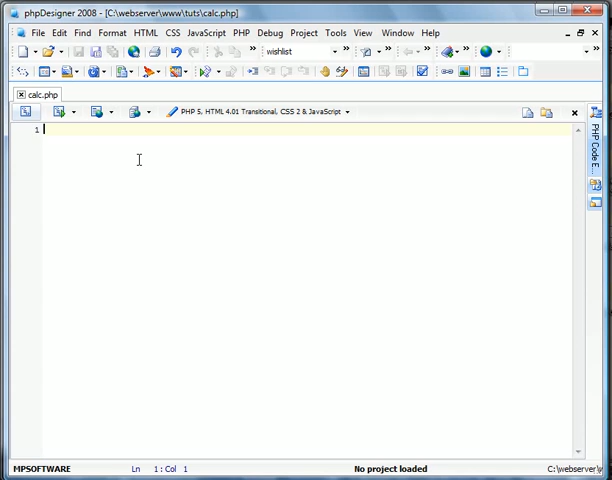 phpDesigner 2008 - [C:\webserver\www\tuts\calc.php]
File Edit Find Format HTML CSS JavaScript PHP Debug Project Tools View Window Help
wishlist
calc.php
PHP 5, HTML 4.01 Transitional, CSS 2 & JavaScript
1
PHP Code E...
MPSOFTWARE Ln 1 : Col 1 No project loaded C:\webserver\w